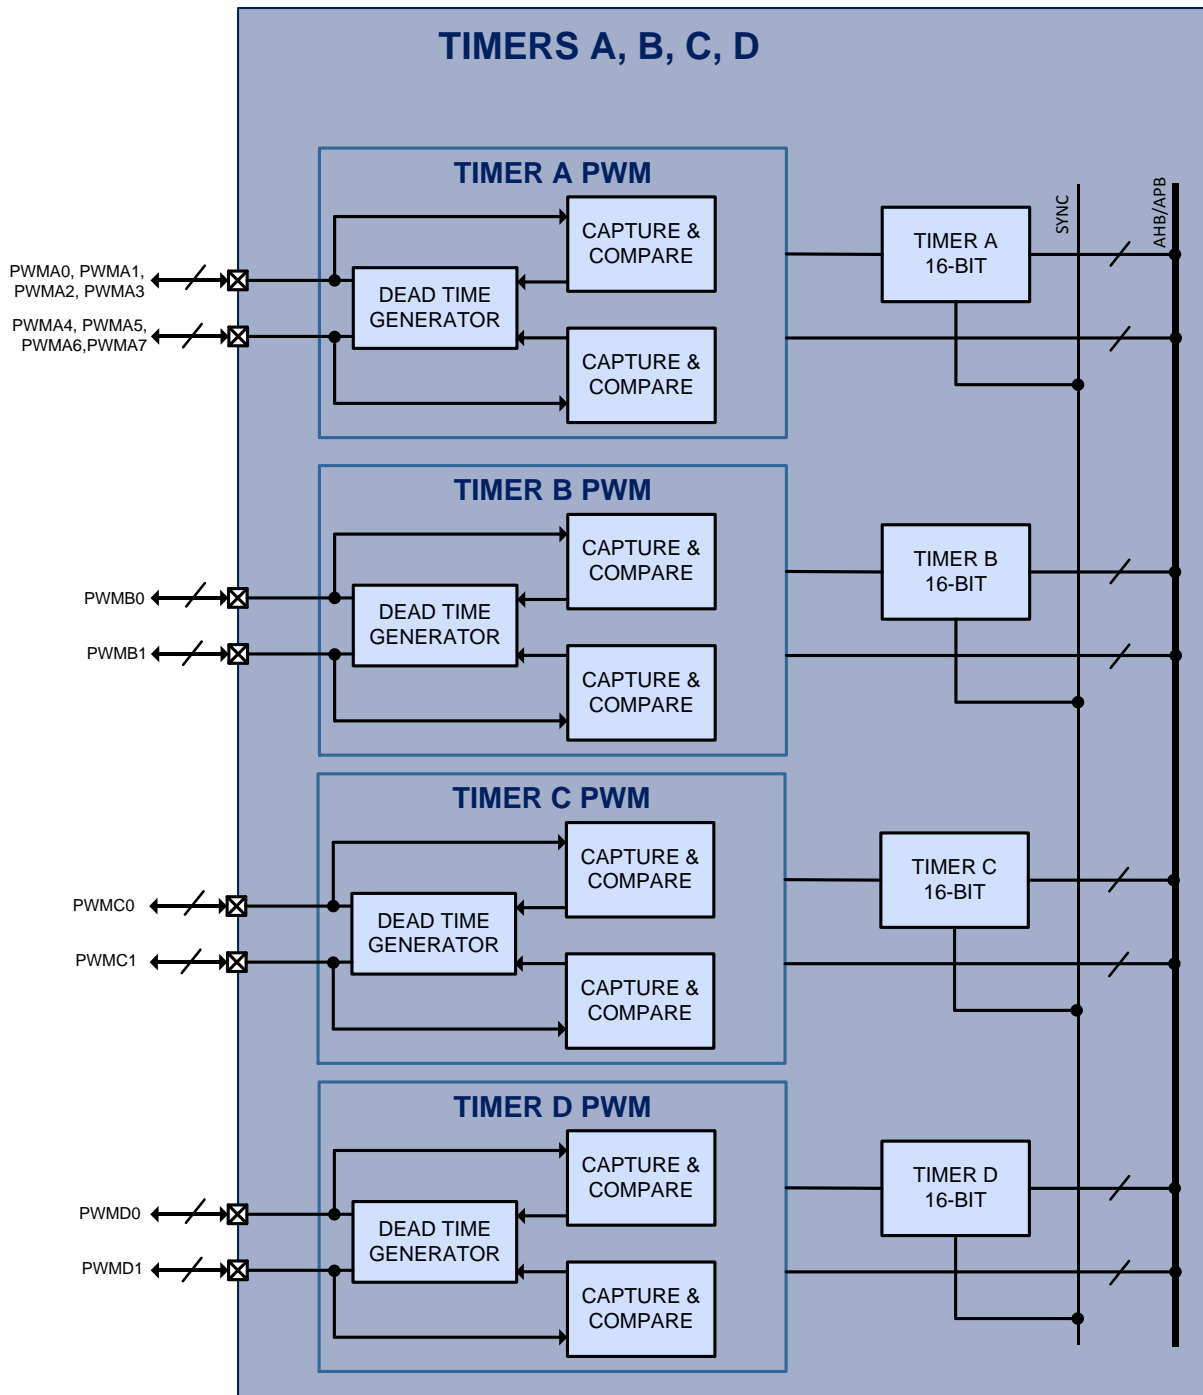 TIMERS A, B, C, D
SYNC
AHB/APB
TIMER A PWM
CAPTURE &
COMPARE
TIMER A
16-BIT
PWMA0, PWMA1,
PWMA2, PWMA3
DEAD TIME
GENERATOR
PWMA4, PWMA5,
PWMA6,PWMA7
CAPTURE &
COMPARE
TIMER B PWM
CAPTURE &
COMPARE
TIMER B
16-BIT
PWMB0
DEAD TIME
GENERATOR
PWMB1
CAPTURE &
COMPARE
TIMER C PWM
CAPTURE &
COMPARE
TIMER C
16-BIT
PWMC0
DEAD TIME
GENERATOR
PWMC1
CAPTURE &
COMPARE
TIMER D PWM
CAPTURE &
COMPARE
TIMER D
16-BIT
PWMD0
DEAD TIME
GENERATOR
PWMD1
CAPTURE &
COMPARE